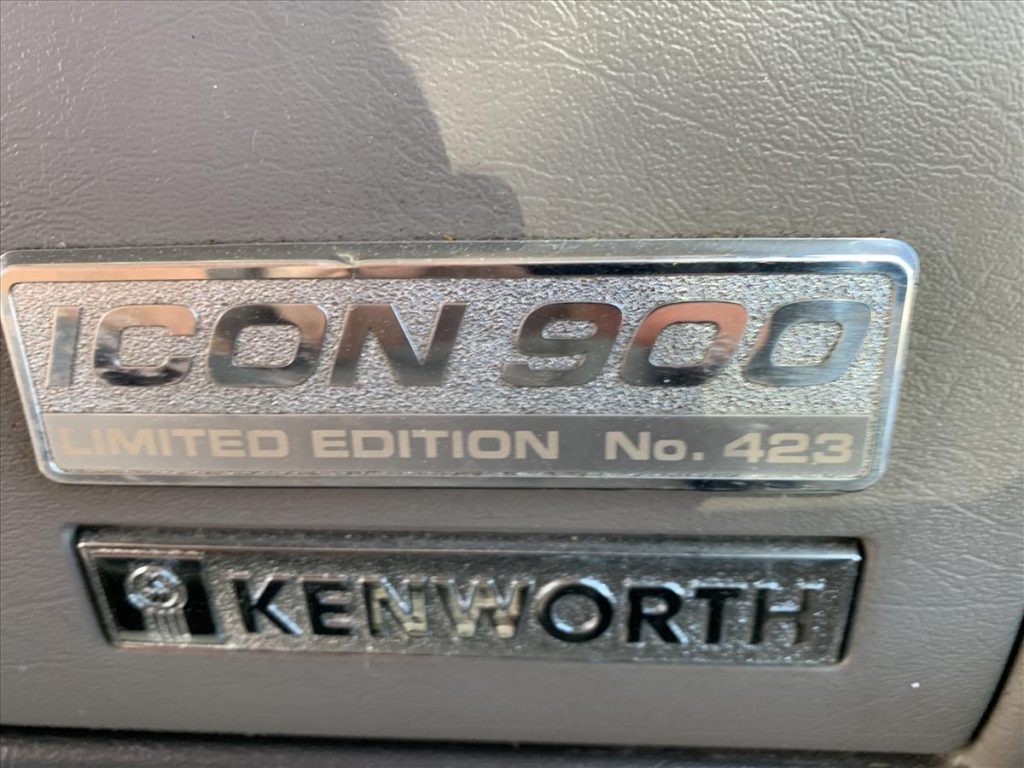 ICON 900
LIMITED EDITION No. 423
KENWORTH